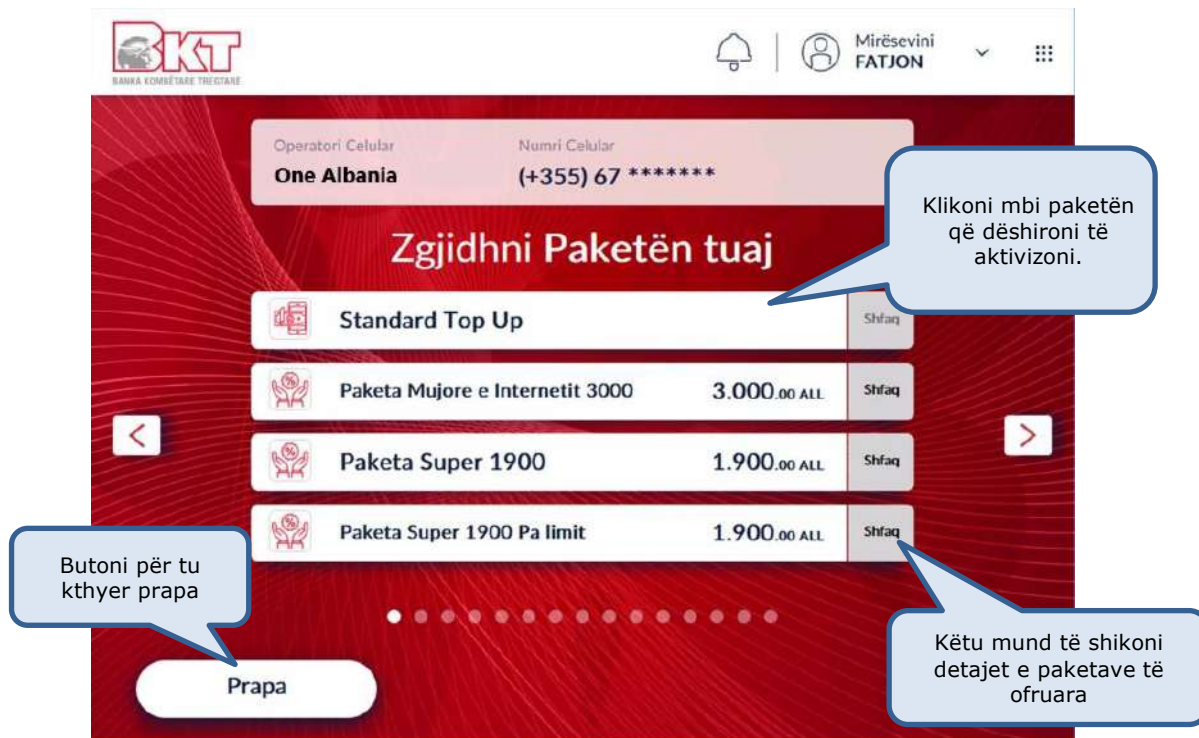 BKT
BANKA KOMBËTARE TREGTARE
Mirësevini
FATJON
Operatori Celular
Numri Celular
One Albania
(+355) 67 *******
Klikoni mbi paketën
që dëshironi të
aktivizoni.
Zgjidhni Paketën tuaj
Standard Top Up
Shfaq
Paketa Mujore e Internetit 3000
3.000.00 ALL
Shfaq
Paketa Super 1900
1.900.00 ALL
Shfaq
Paketa Super 1900 Pa limit
1.900.00 ALL
Shfaq
Butoni për tu
kthyer prapa
Këtu mund të shikoni
detajet e paketave të
ofruara
Prapa